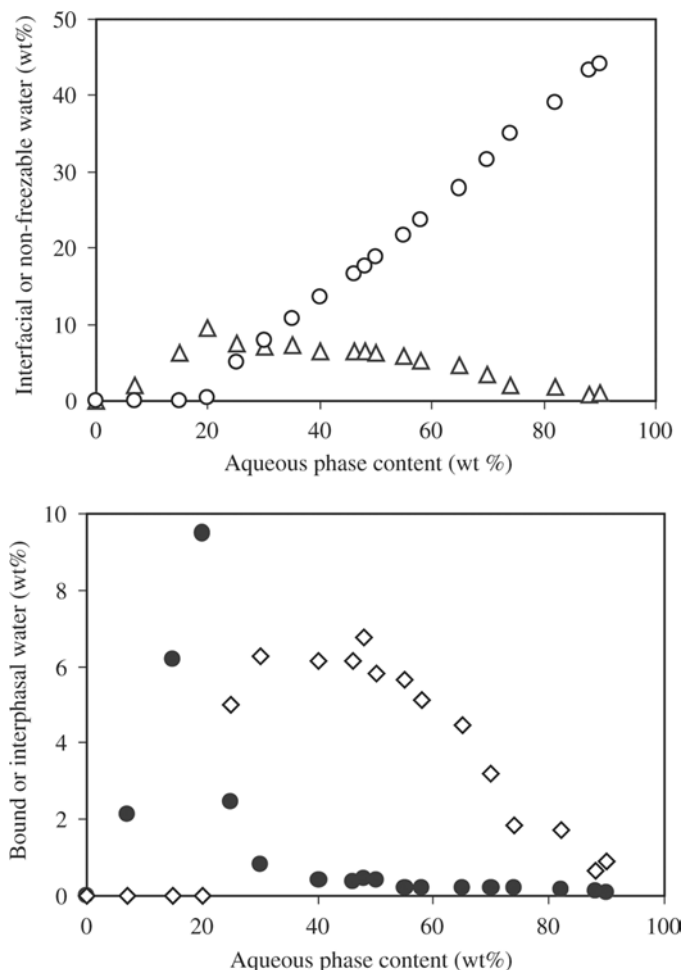 Interfacial or non-freezable water (wt%)
50
40
30
20
10
0
0 20 40 60 80 100
Aqueous phase content (wt %)
Bound or interphasal water (wt%)
10
8
6
4
2
0
0 20 40 60 80 100
Aqueous phase content (wt%)